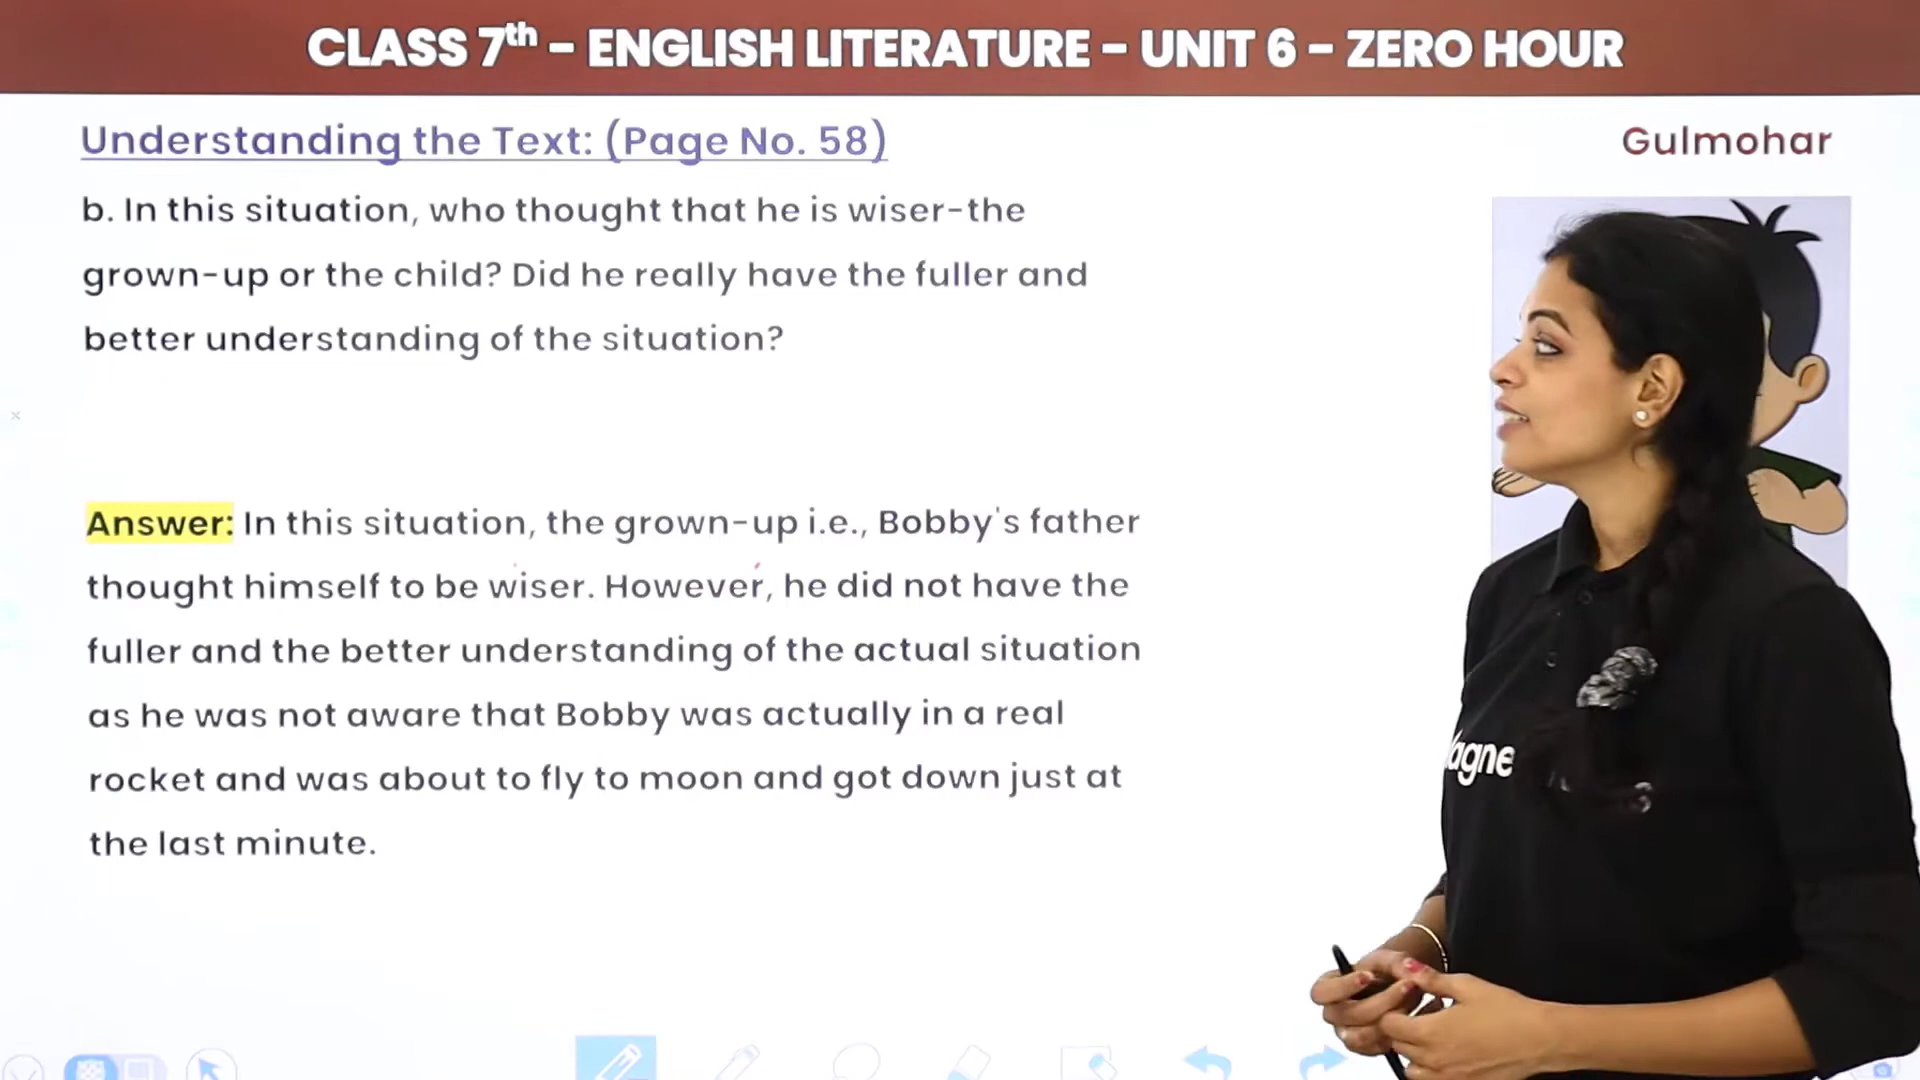 CLASS 7th – ENGLISH LITERATURE – UNIT 6 – ZERO HOUR
Understanding the Text: (Page No. 58)
Gulmohar
b. In this situation, who thought that he is wiser-the
grown-up or the child? Did he really have the fuller and
better understanding of the situation?
Answer: In this situation, the grown-up i.e., Bobby's father
thought himself to be wiser. However, he did not have the
fuller and the better understanding of the actual situation
as he was not aware that Bobby was actually in a real
rocket and was about to fly to moon and got down just at
the last minute.